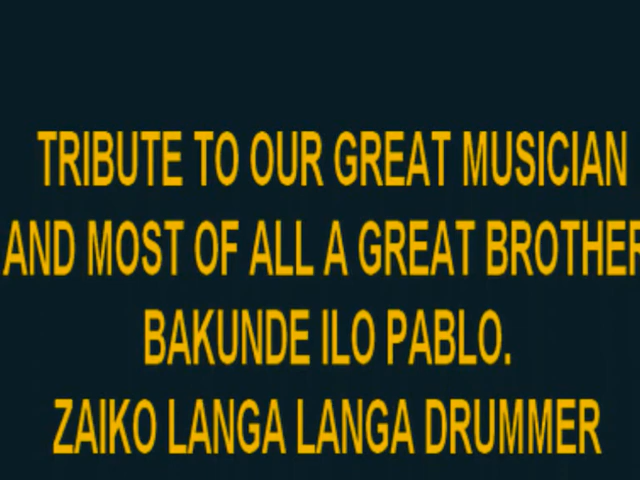 TRIBUTE TO OUR GREAT MUSICIAN
AND MOST OF ALL A GREAT BROTHER
BAKUNDE ILO PABLO.
ZAIKO LANGA LANGA DRUMMER